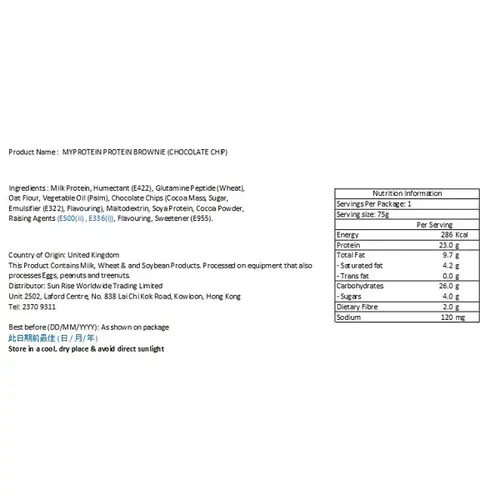 Product Name : MYPROTEIN PROTEIN BROWNIE (CHOCOLATE CHIP)
Ingredients : Milk Protein, Humectant (E422), Glutamine Peptide (Wheat),
Oat Flour, Vegetable Oil (Palm), Chocolate Chips (Cocoa Mass, Sugar,
Emulsifier (E322), Flavouring), Maltodextrin, Soya Protein, Cocoa Powder,
Raising Agents (E500(ii) , E336(i)), Flavouring, Sweetener (E955).
Country of Origin: United Kingdom
This Product Contains Milk, Wheat & and Soybean Products. Processed on equipment that also
processes Eggs, peanuts and treenuts.
Distributor: Sun Rise Worldwide Trading Limited
Unit 2502, Laford Centre, No. 838 Lai Chi Kok Road, Kowloon, Hong Kong
Tel: 2370 9311
Best before (DD/MM/YYYY): As shown on package
此日期前最佳 (日 / 月/ 年)
Store in a cool, dry place & avoid direct sunlight
Nutrition Information
Servings Per Package: 1
Serving size: 75g
Per Serving
Energy 286 Kcal
Protein 23.0 g
Total Fat 9.7 g
- Saturated fat 4.2 g
- Trans fat 0.0 g
Carbohydrates 26.0 g
- Sugars 4.0 g
Dietary Fibre 2.0 g
Sodium 120 mg